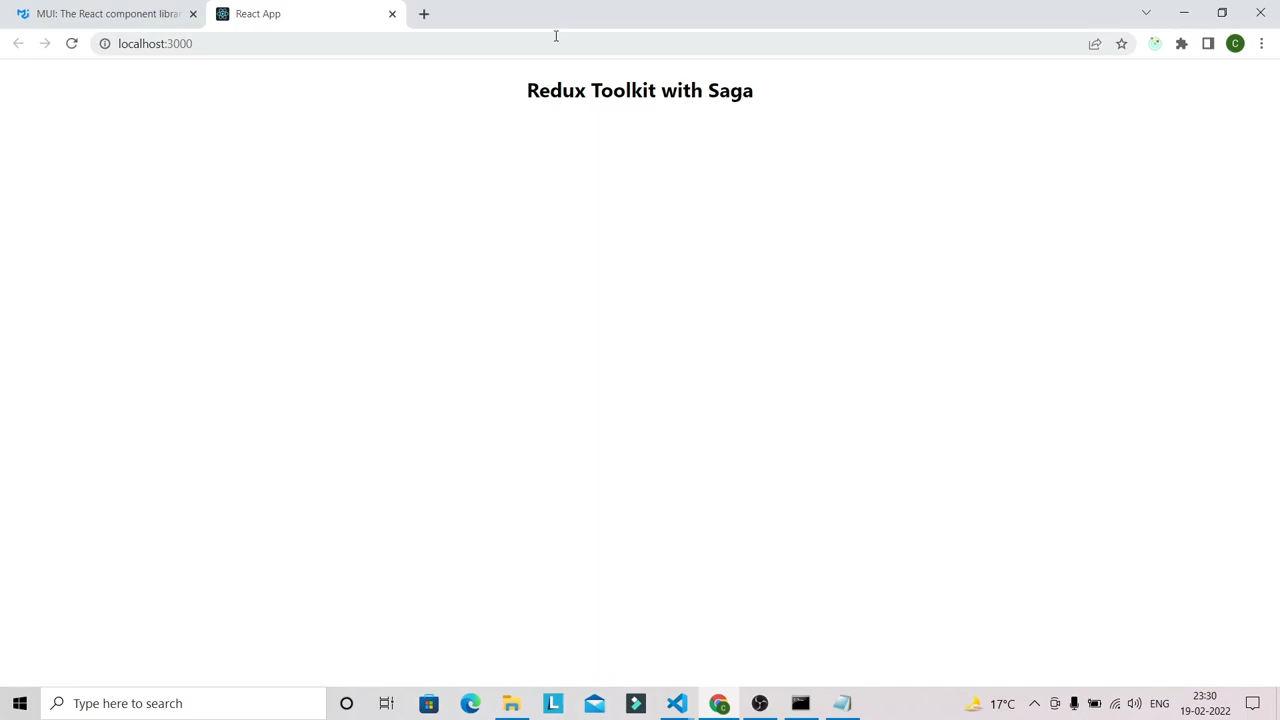 MUI: The React component librar
React App
localhost:3000
C
Redux Toolkit with Saga
Type here to search
L
C
17°C
ENG
23:30
19-02-2022